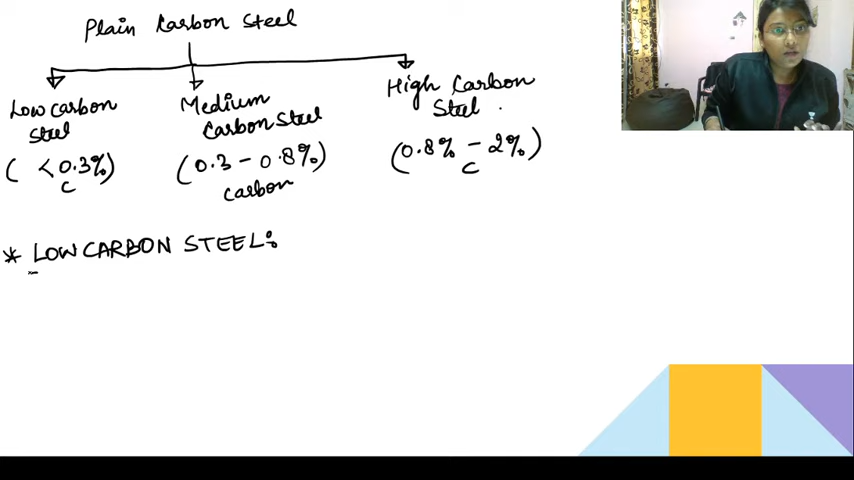 Plain Carbon Steel
Low carbon
Steel
( < 0.3%)
C
Medium
Carbon Steel
(0.3 - 0.8%)
carbon
High Carbon
Steel .
(0.8% - 2%)
C
* LOW CARBON STEEL: